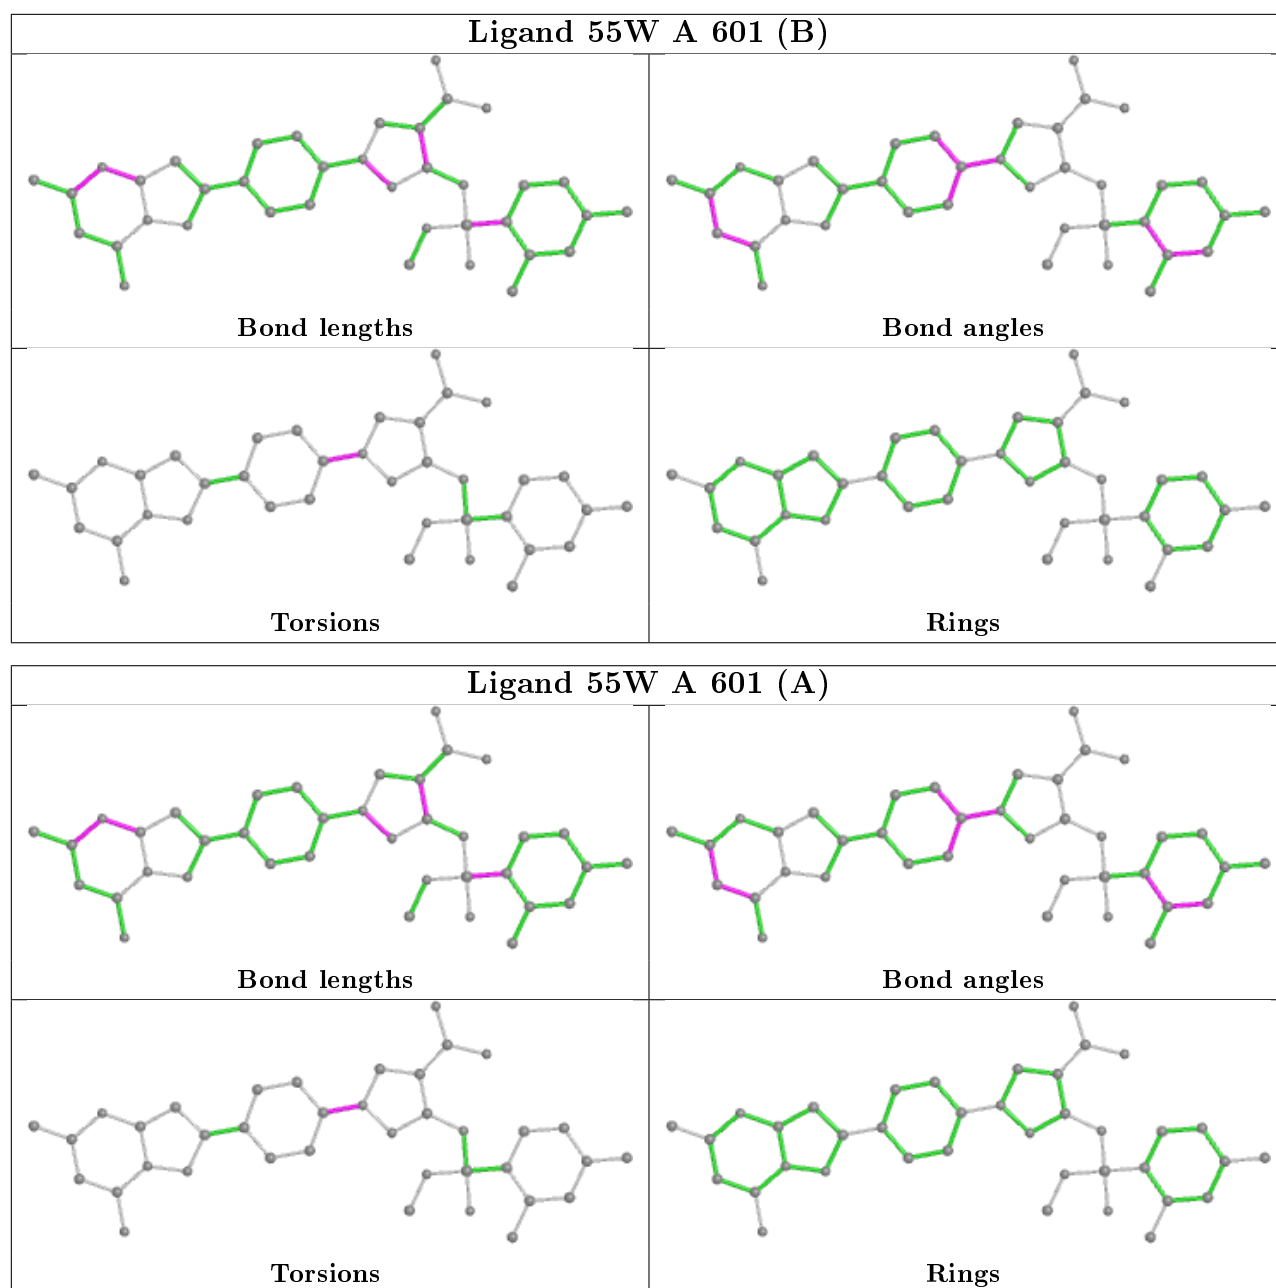 Ligand 55W A 601 (B)
Bond lengths
Bond angles
Torsions
Rings
Ligand 55W A 601 (A)
Bond lengths
Bond angles
Torsions
Rings